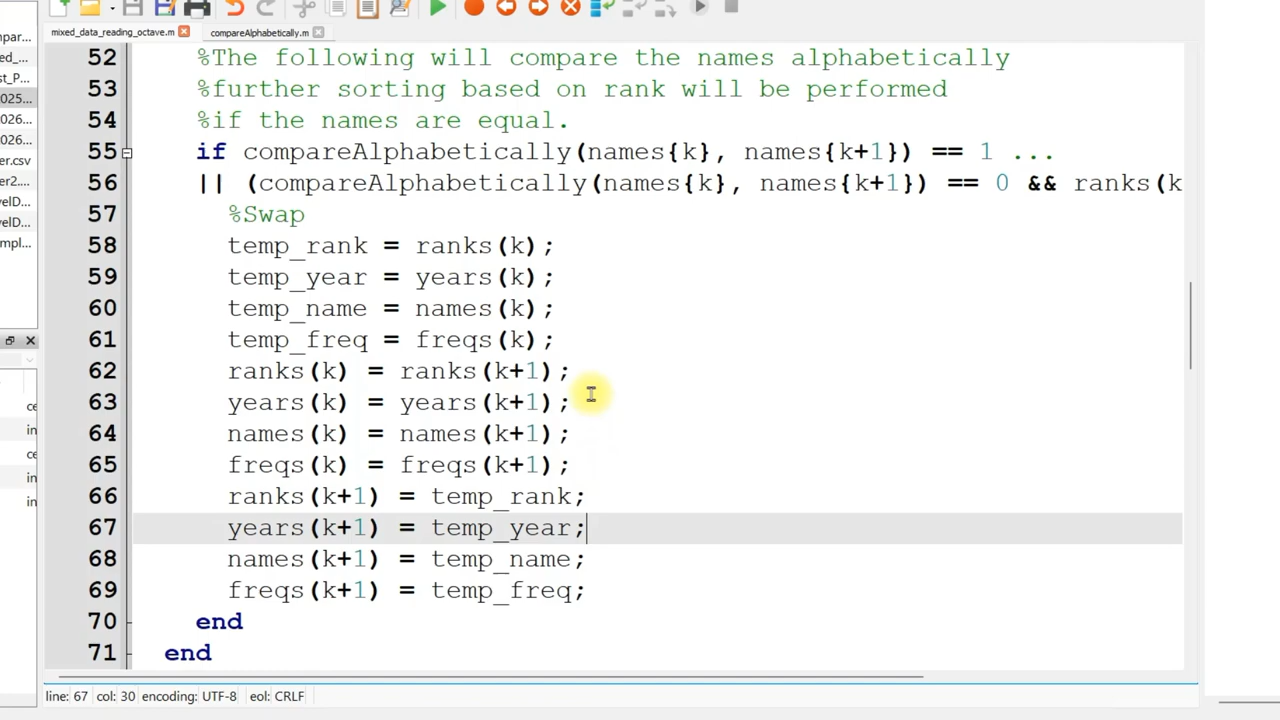 mixed_data_reading_octave.m compareAlphabetically.m
52 %The following will compare the names alphabetically
53 %further sorting based on rank will be performed
54 %if the names are equal.
55 if compareAlphabetically(names{k}, names{k+1}) == 1 ...
56 || (compareAlphabetically(names{k}, names{k+1}) == 0 && ranks(k
57 %Swap
58 temp_rank = ranks(k);
59 temp_year = years(k);
60 temp_name = names(k);
61 temp_freq = freqs(k);
62 ranks(k) = ranks(k+1);
63 years(k) = years(k+1);
64 names(k) = names(k+1);
65 freqs(k) = freqs(k+1);
66 ranks(k+1) = temp_rank;
67 years(k+1) = temp_year;
68 names(k+1) = temp_name;
69 freqs(k+1) = temp_freq;
70 end
71 end
line: 67 col: 30 encoding: UTF-8 eol: CRLF